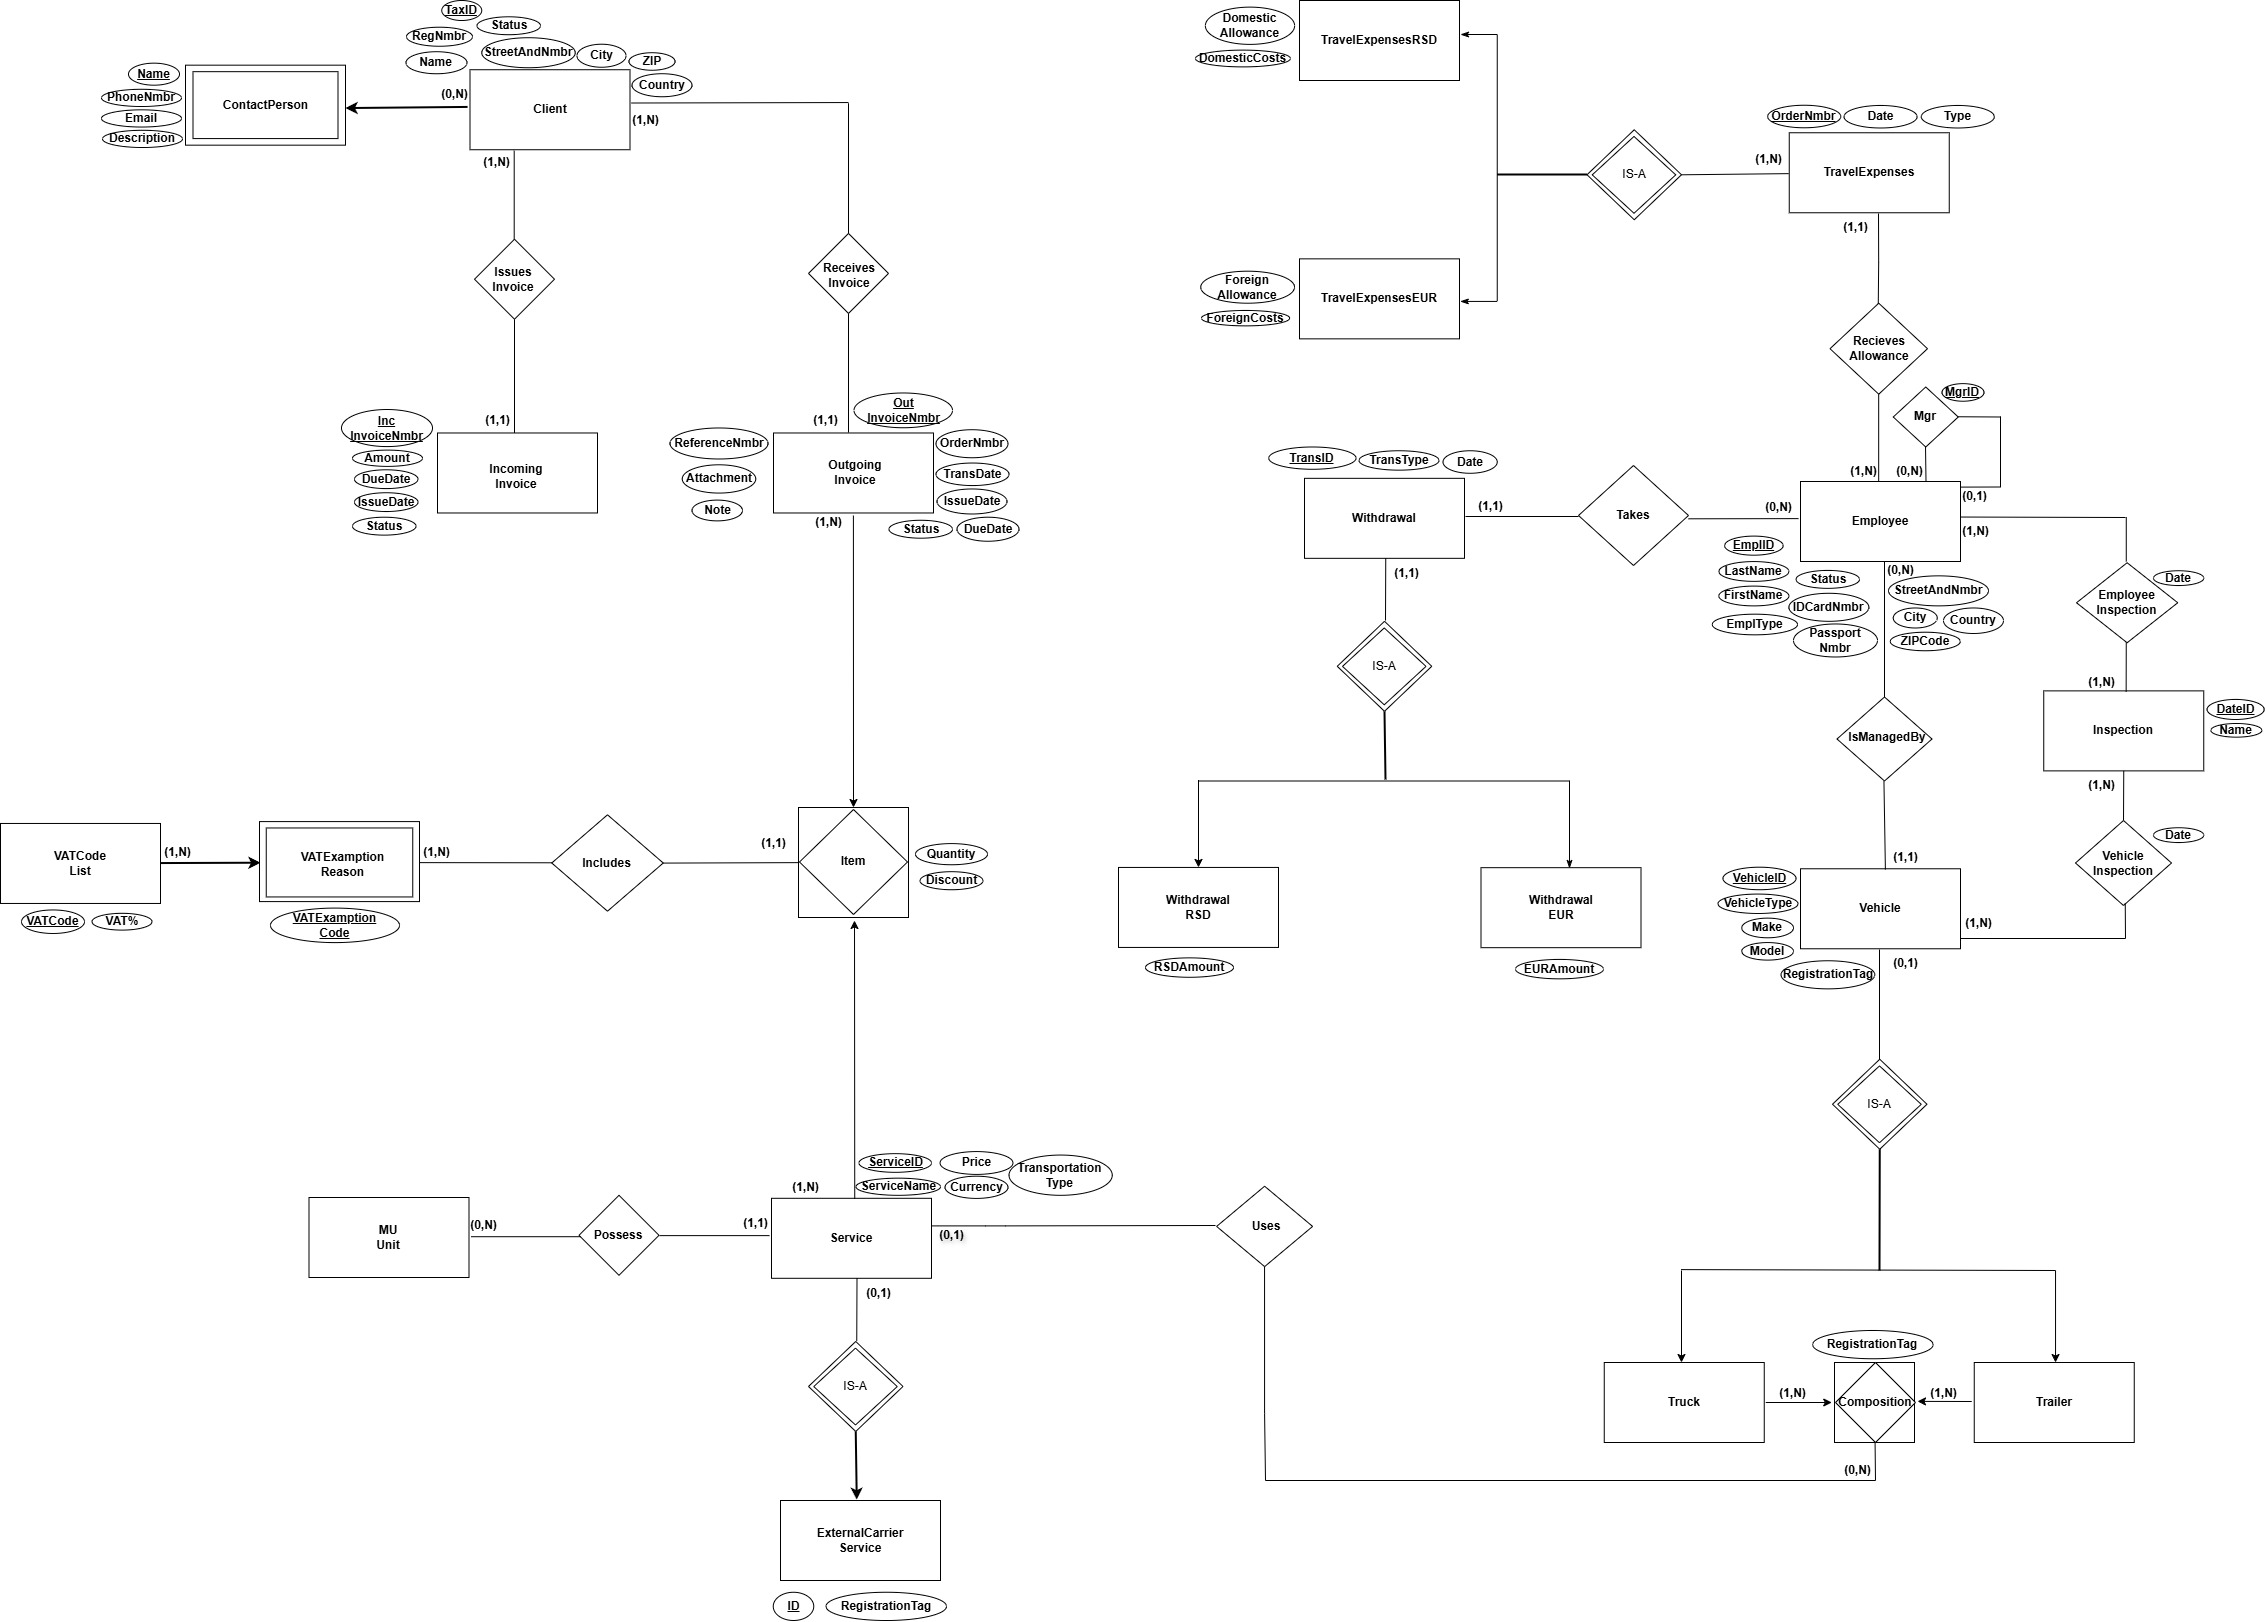 TaxID
Status
RegNmbr
StreetAndNmbr
City
Name
ZIP
Country
Name
PhoneNmbr
Email
Description
ContactPerson
(0,N)
Client
(1,N)
(1,N)
Issues
Invoice
Receives
Invoice
(1,1)
(1,1)
Inc
InvoiceNmbr
Amount
DueDate
IssueDate
Status
Incoming
Invoice
Out
InvoiceNmbr
ReferenceNmbr
Attachment
Note
Outgoing
Invoice
OrderNmbr
TransDate
IssueDate
Status
DueDate
(1,N)
VATCode
List
(1,N)
VATExamption
Reason
(1,N)
Includes
(1,1)
Item
Quantity
Discount
VATCode
VAT%
VATExamption
Code
ServiceID
Price
Transportation
Type
ServiceName
Currency
(1,N)
MU
Unit
(0,N)
Possess
(1,1)
Service
(0,1)
Uses
(0,1)
IS-A
ExternalCarrier
Service
ID
RegistrationTag
Domestic
Allowance
DomesticCosts
TravelExpensesRSD
Foreign
Allowance
ForeignCosts
TravelExpensesEUR
IS-A
(1,N)
OrderNmbr
Date
Type
TravelExpenses
(1,1)
Recieves
Allowance
MgrID
Mgr
(1,N)
(0,N)
(0,1)
TransID
TransType
Date
Withdrawal
(1,1)
Takes
(0,N)
Employee
(1,N)
(1,1)
EmplID
LastName
FirstName
EmplType
Status
IDCardNmbr
Passport
Nmbr
(0,N)
StreetAndNmbr
City
Country
ZIPCode
Date
Employee
Inspection
IS-A
(1,N)
Inspection
DateID
Name
(1,N)
IsManagedBy
Date
Vehicle
Inspection
(1,1)
Withdrawal
RSD
RSDAmount
Withdrawal
EUR
EURAmount
VehicleID
VehicleType
Make
Model
RegistrationTag
Vehicle
(1,N)
(0,1)
IS-A
RegistrationTag
Truck
(1,N)
Composition
(1,N)
Trailer
(0,N)